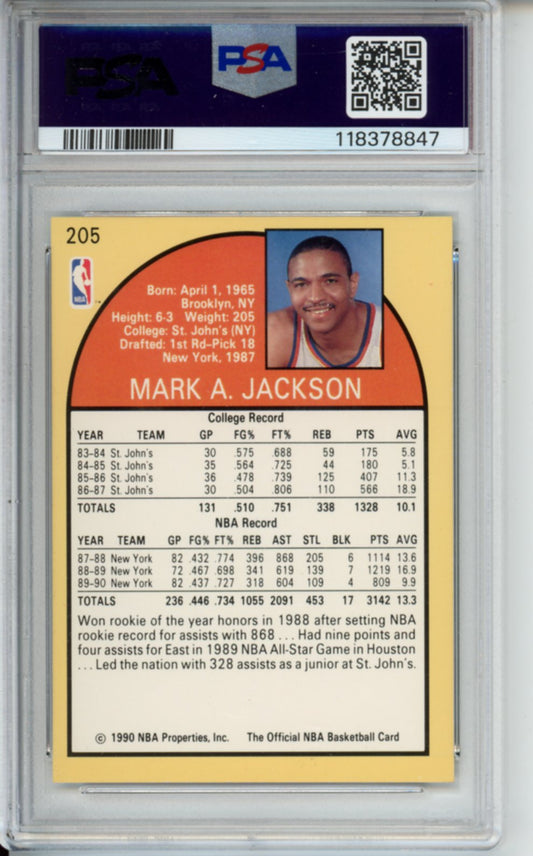 PSA
PSA
118378847
205
NBA
Born: April 1, 1965
Brooklyn, NY
Height: 6-3 Weight: 205
College: St. John's (NY)
Drafted: 1st Rd-Pick 18
New York, 1987
MARK A. JACKSON
College Record
YEAR TEAM GP FG% FT% REB PTS AVG
83-84 St. John's 30 .575 .688 59 175 5.8
84-85 St. John's 35 .564 .725 44 180 5.1
85-86 St. John's 36 .478 .739 125 407 11.3
86-87 St. John's 30 .504 .806 110 566 18.9
TOTALS 131 .510 .751 338 1328 10.1
NBA Record
YEAR TEAM GP FG% FT% REB AST STL BLK PTS AVG
87-88 New York 82 .432 .774 396 868 205 6 1114 13.6
88-89 New York 72 .467 .698 341 619 139 7 1219 16.9
89-90 New York 82 .437 .727 318 604 109 4 809 9.9
TOTALS 236 .446 .734 1055 2091 453 17 3142 13.3
Won rookie of the year honors in 1988 after setting NBA
rookie record for assists with 868 . . . Had nine points and
four assists for East in 1989 NBA All-Star Game in Houston
. . . Led the nation with 328 assists as a junior at St. John's.
© 1990 NBA Properties, Inc. The Official NBA Basketball Card